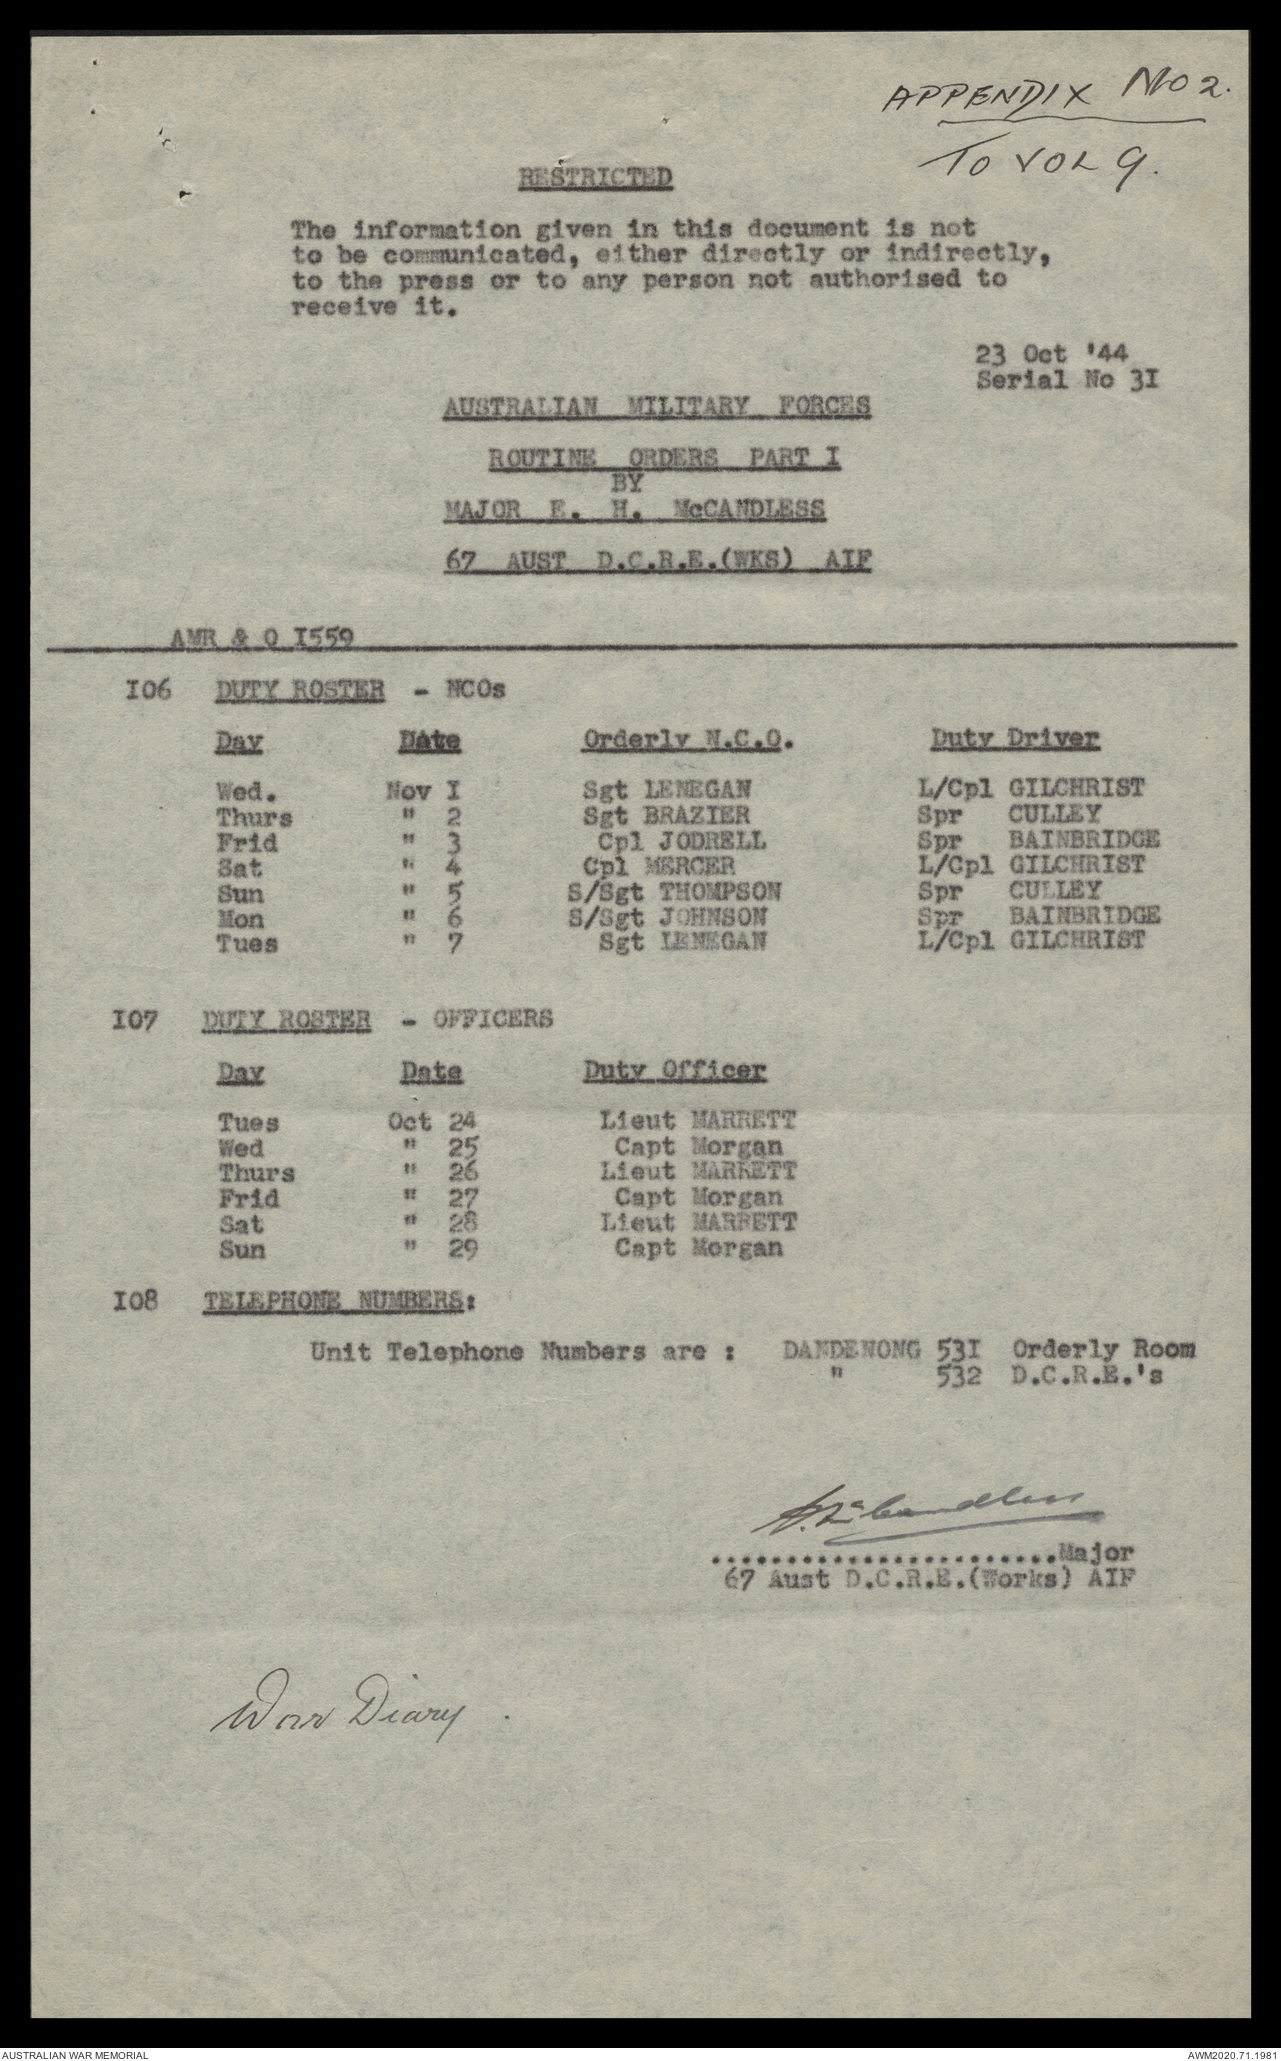 APPENDIX No 2.
To VOL 9.
RESTRICTED
The information given in this document is not
to be communicated, either directly or indirectly,
to the press or to any person not authorised to
receive it.
23 Oct '44
Serial No 3I
AUSTRALIAN MILITARY FORCES
ROUTINE ORDERS PART I
BY
MAJOR E. H. McCANDLESS
67 AUST D.C.R.E.(WKS) AIF
AMR & O I559
I06 DUTY ROSTER - NCOs
Day Date Orderly N.C.O. Duty Driver
Wed. Nov I Sgt LENEGAN L/Cpl GILCHRIST
Thurs " 2 Sgt BRAZIER Spr CULLEY
Frid " 3 Cpl JODRELL Spr BAINBRIDGE
Sat " 4 Cpl MERCER L/Cpl GILCHRIST
Sun " 5 S/Sgt THOMPSON Spr CULLEY
Mon " 6 S/Sgt JOHNSON Spr BAINBRIDGE
Tues " 7 Sgt LENEGAN L/Cpl GILCHRIST
I07 DUTY ROSTER - OFFICERS
Day Date Duty Officer
Tues Oct 24 Lieut MARRETT
Wed " 25 Capt Morgan
Thurs " 26 Lieut MARRETT
Frid " 27 Capt Morgan
Sat " 28 Lieut MARRETT
Sun " 29 Capt Morgan
I08 TELEPHONE NUMBERS:
Unit Telephone Numbers are : DANDENONG 53I Orderly Room
" 532 D.C.R.E.'s
McCandless
.......................Major
67 Aust D.C.R.E.(Works) AIF
War Diary.
AUSTRALIAN WAR MEMORIAL AWM2020.71.1981